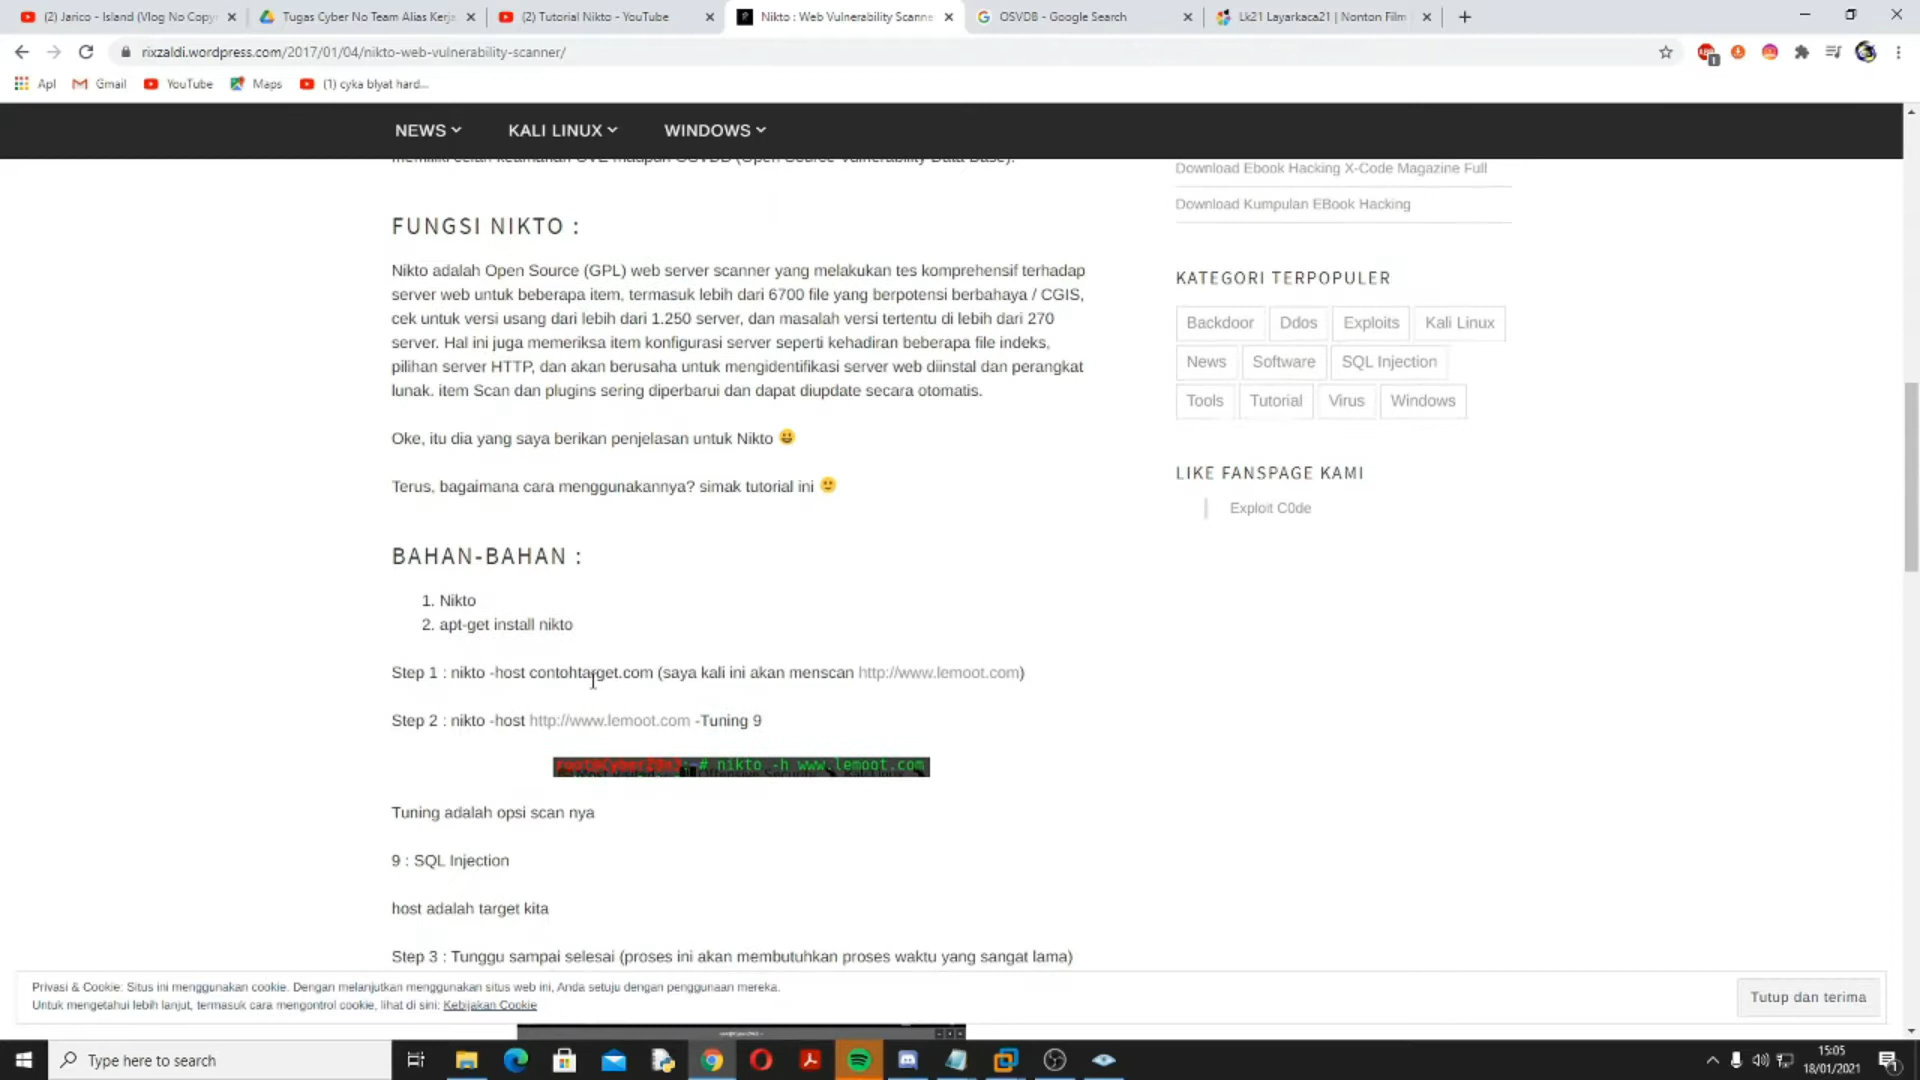 (2) Jarico - Island (Vlog No Copy
Tugas Cyber No Team Alias Kerja
(2) Tutorial Nikto - YouTube
Nikto : Web Vulnerability Scanne
OSVDB - Google Search
Lk21 Layarkaca21 | Nonton Film
rixzaldi.wordpress.com/2017/01/04/nikto-web-vulnerability-scanner/
Apl
Gmail
YouTube
Maps
(1) cyka blyat hard...
NEWS
KALI LINUX
WINDOWS
memiliki celah keamanan CVE maupun OSVDB (Open Source Vulnerability Data Base).
FUNGSI NIKTO :
Nikto adalah Open Source (GPL) web server scanner yang melakukan tes komprehensif terhadap
server web untuk beberapa item, termasuk lebih dari 6700 file yang berpotensi berbahaya / CGIS,
cek untuk versi usang dari lebih dari 1.250 server, dan masalah versi tertentu di lebih dari 270
server. Hal ini juga memeriksa item konfigurasi server seperti kehadiran beberapa file indeks,
pilihan server HTTP, dan akan berusaha untuk mengidentifikasi server web diinstal dan perangkat
lunak. item Scan dan plugins sering diperbarui dan dapat diupdate secara otomatis.
Oke, itu dia yang saya berikan penjelasan untuk Nikto 😀
Terus, bagaimana cara menggunakannya? simak tutorial ini 🙂
BAHAN-BAHAN :
1. Nikto
2. apt-get install nikto
Step 1 : nikto -host contohtarget.com (saya kali ini akan menscan http://www.lemoot.com)
Step 2 : nikto -host http://www.lemoot.com -Tuning 9
# nikto -h www.lemoot.com
Tuning adalah opsi scan nya
9 : SQL Injection
host adalah target kita
Step 3 : Tunggu sampai selesai (proses ini akan membutuhkan proses waktu yang sangat lama)
Download Ebook Hacking X-Code Magazine Full
Download Kumpulan EBook Hacking
KATEGORI TERPOPULER
Backdoor
Ddos
Exploits
Kali Linux
News
Software
SQL Injection
Tools
Tutorial
Virus
Windows
LIKE FANSPAGE KAMI
Exploit C0de
Privasi & Cookie: Situs ini menggunakan cookie. Dengan melanjutkan menggunakan situs web ini, Anda setuju dengan penggunaan mereka.
Untuk mengetahui lebih lanjut, termasuk cara mengontrol cookie, lihat di sini: Kebijakan Cookie
Tutup dan terima
Type here to search
15:05
18/01/2021